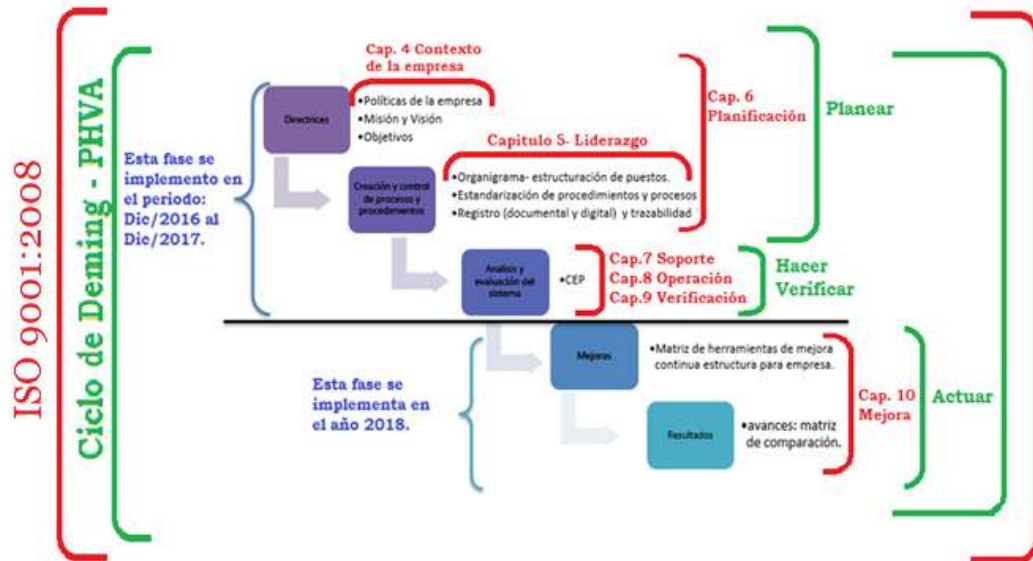 ISO 9001:2008
Ciclo de Deming - PHVA
Esta fase se
implemento en
el periodo:
Dic/2016 al
Dic/2017.
Cap. 4 Contexto
de la empresa
Directrices
•Políticas de la empresa
•Misión y Visión
•Objetivos
Capitulo 5- Liderazgo
Creación y control
de procesos y
procedimientos
•Organigrama- estructuración de puestos.
•Estandarización de procedimientos y procesos
•Registro (documental y digital) y trazabilidad
Cap. 6
Planificación
Planear
Analisis y
evaluación del
sistema
•CEP
Cap.7 Soporte
Cap.8 Operación
Cap.9 Verificación
Hacer
Verificar
Esta fase se
implementa en
el año 2018.
Mejoras
•Matriz de herramientas de mejora
continua estructura para empresa.
Resultados
•avances: matriz
de comparación.
Cap. 10
Mejora
Actuar